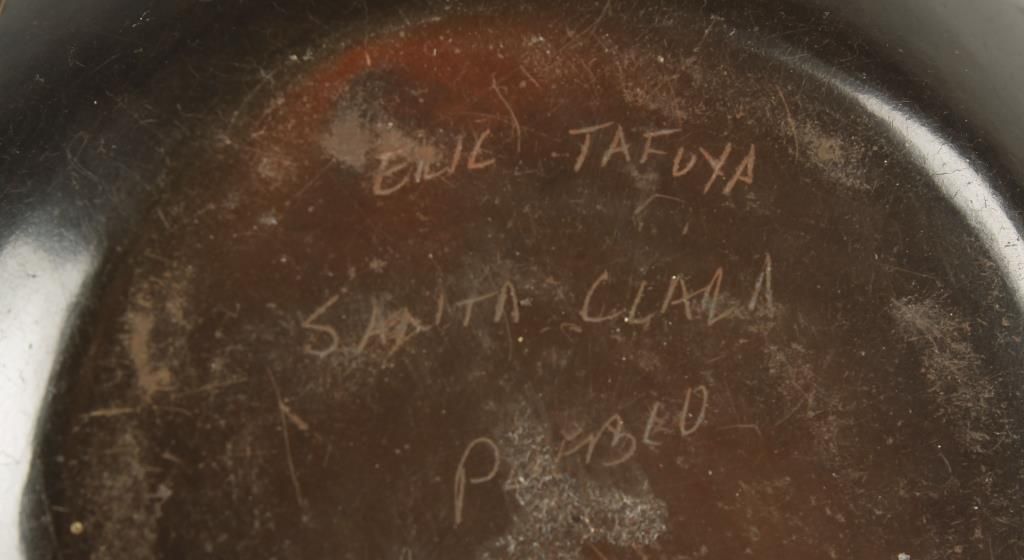 ERIC TAFOYA
SANTA CLARA
PUEBLO